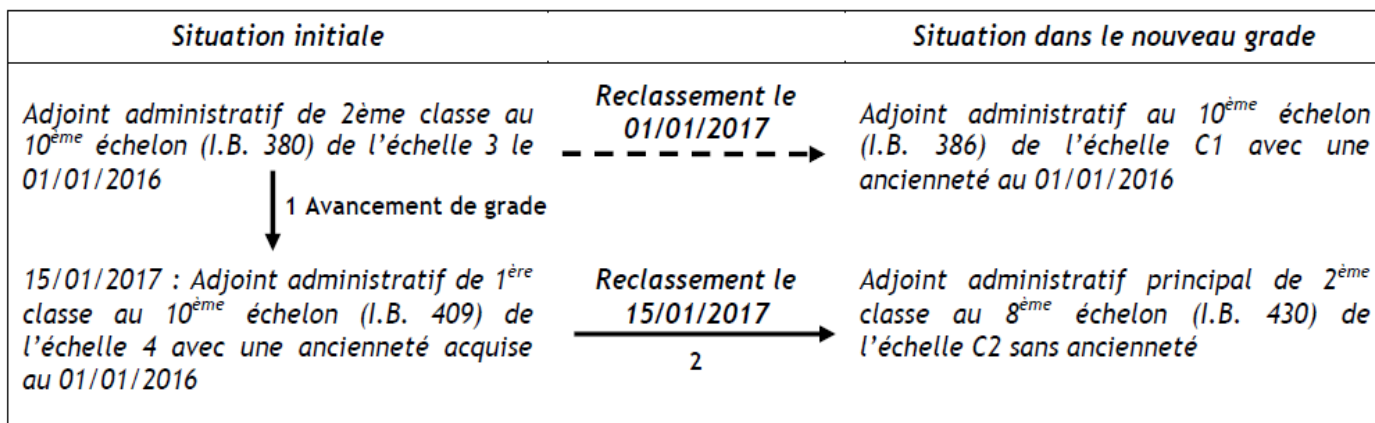 Situation initiale
Situation dans le nouveau grade
Adjoint administratif de 2ème classe au
10ème échelon (I.B. 380) de l'échelle 3 le
01/01/2016
Reclassement le
01/01/2017
Adjoint administratif au 10ème échelon
(I.B. 386) de l'échelle C1 avec une
ancienneté au 01/01/2016
1 Avancement de grade
15/01/2017 : Adjoint administratif de 1ère
classe au 10ème échelon (I.B. 409) de
l'échelle 4 avec une ancienneté acquise
au 01/01/2016
Reclassement le
15/01/2017
2
Adjoint administratif principal de 2ème
classe au 8ème échelon (I.B. 430) de
l'échelle C2 sans ancienneté